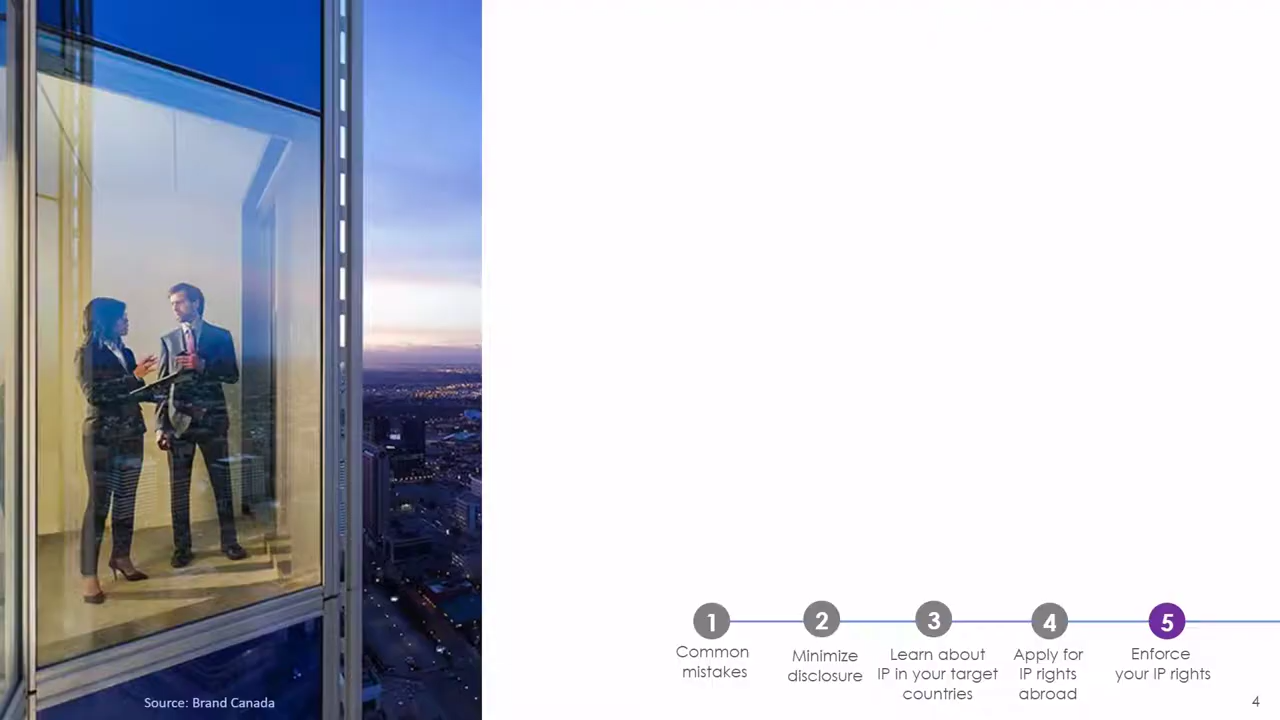 1
Common
mistakes
2
Minimize
disclosure
3
Learn about
IP in your target
countries
4
Apply for
IP rights
abroad
5
Enforce
your IP rights
Source: Brand Canada
4